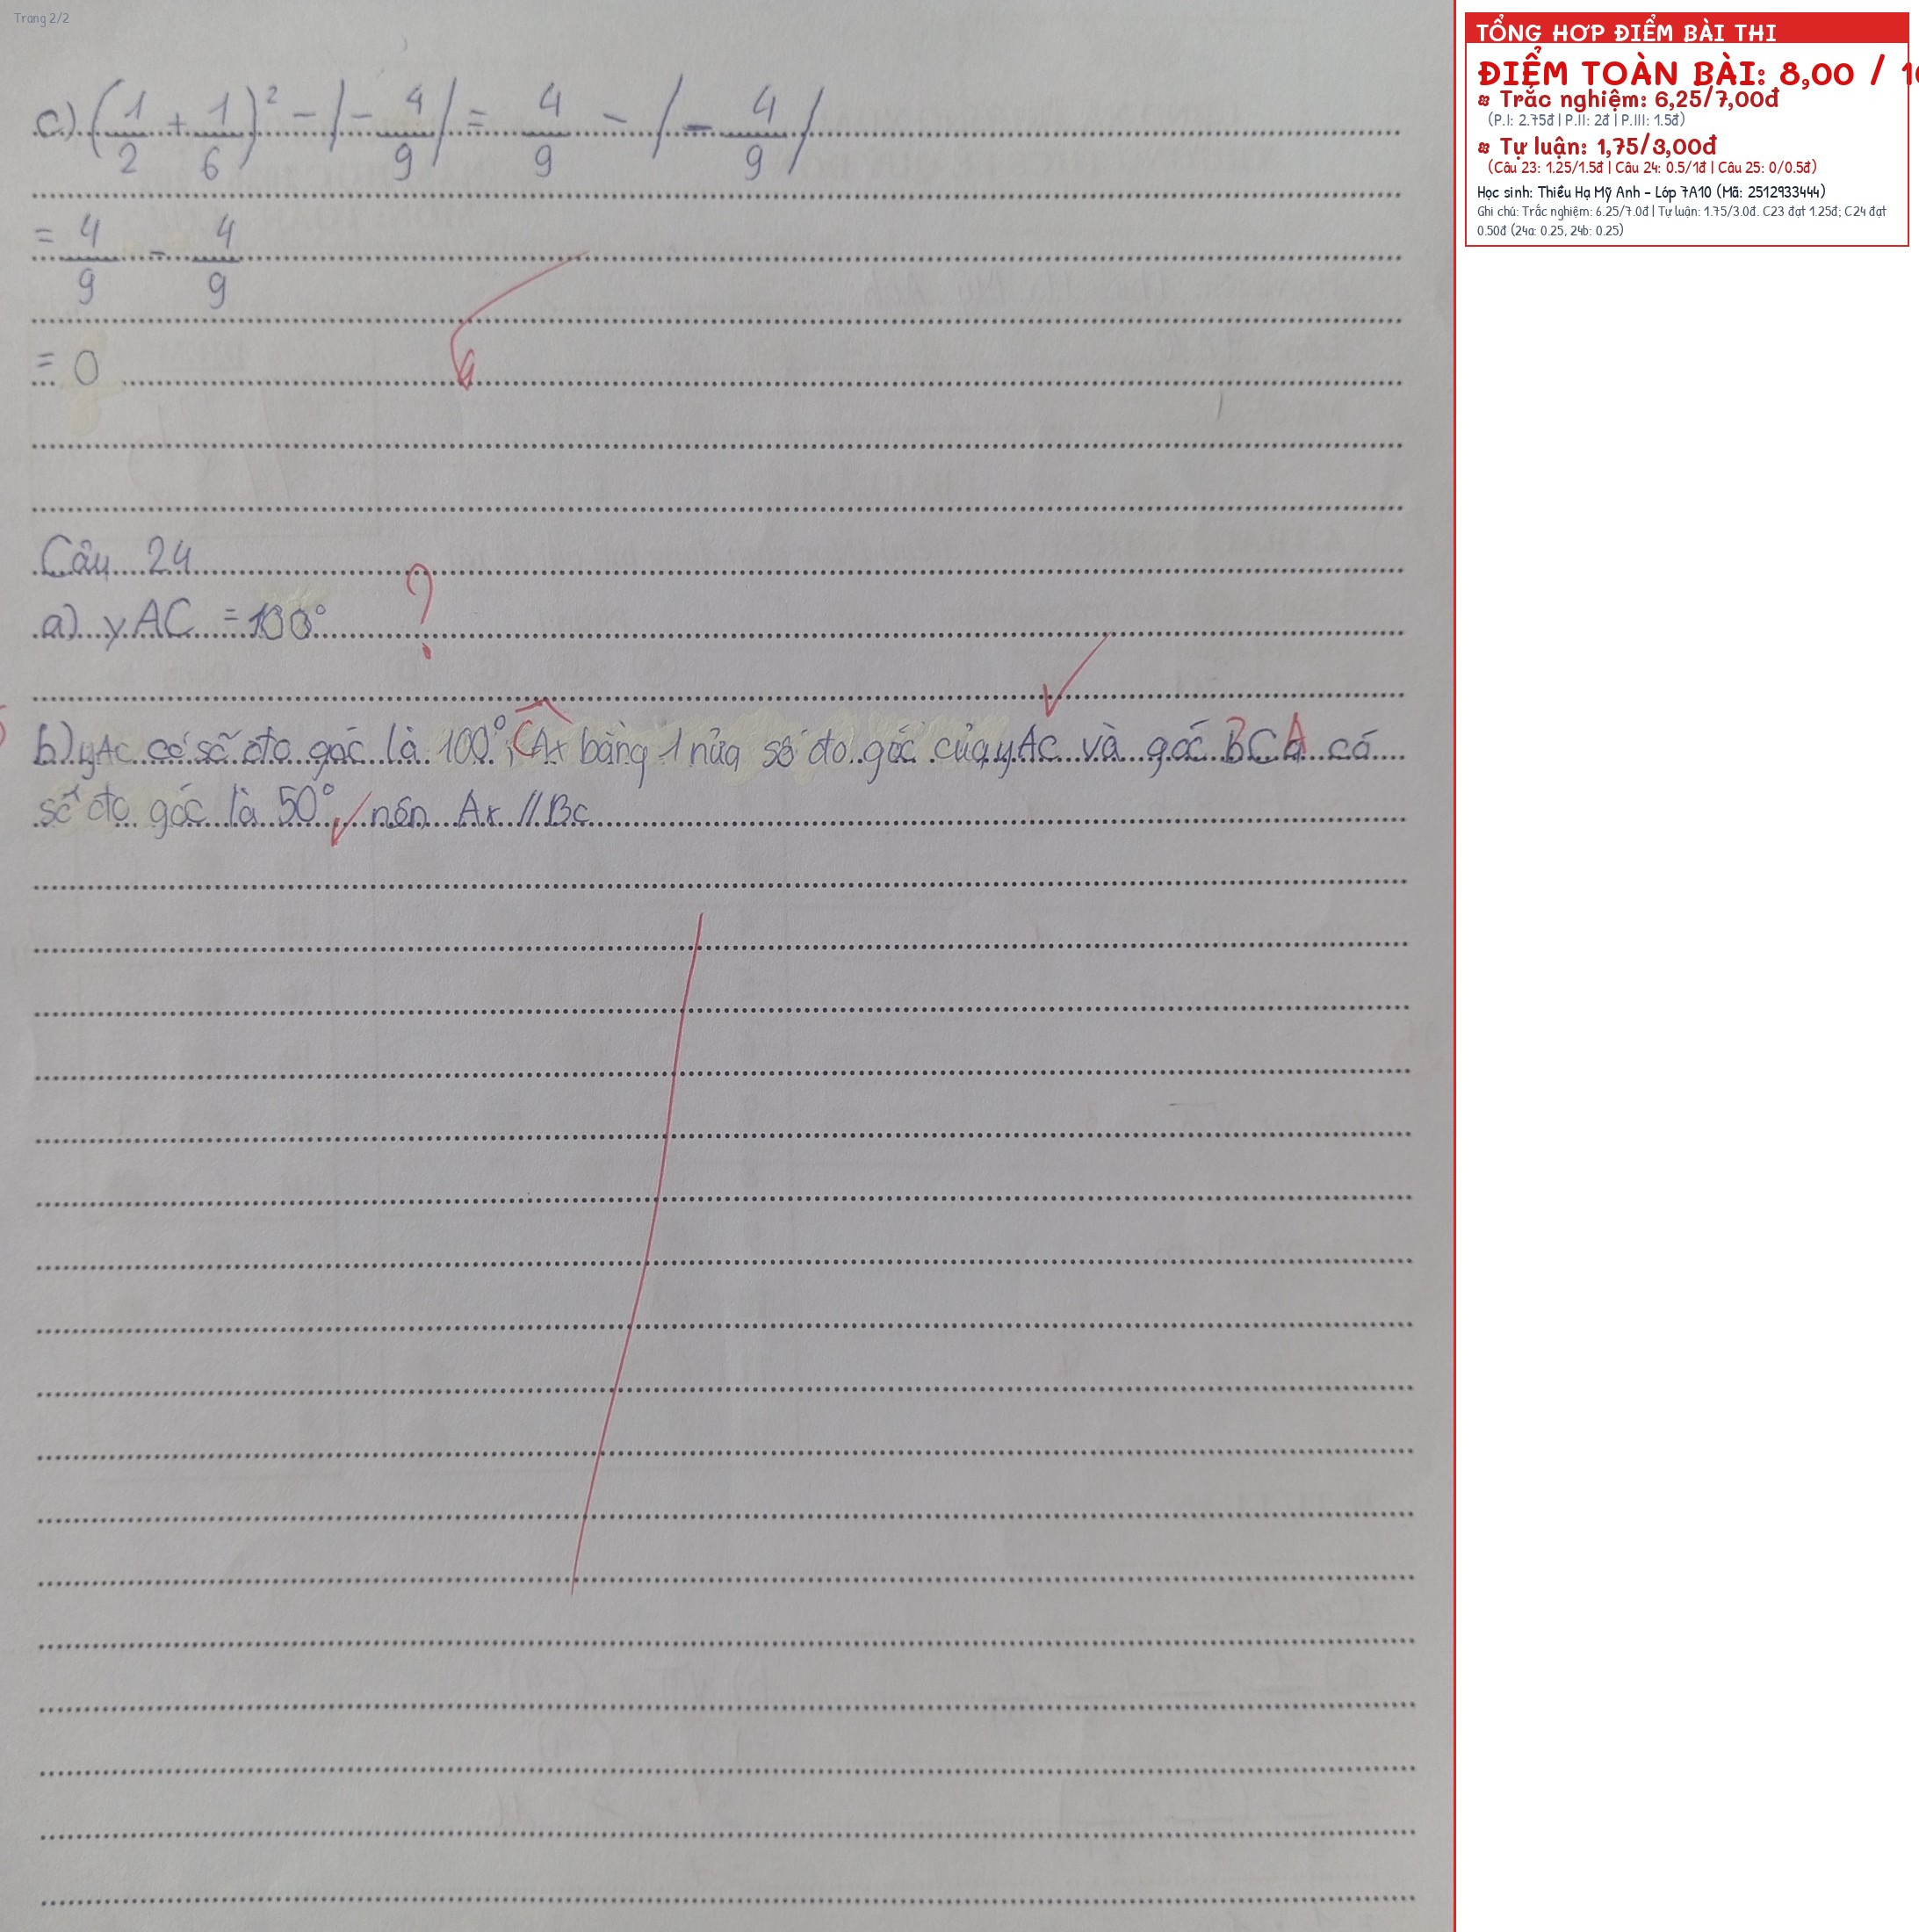 Trang 2/2
c) (1/2 + 1/6)² - |- 4/9| = 4/9 - |- 4/9|
= 4/9 - 4/9
= 0
Câu 24
a) yAC = 100° ?
b) yAc có số đo góc là 100°, CAx bằng 1 nửa số đo góc của yAc và góc BCA có
số đo góc là 50° nên Ax // Bc
TỔNG HỢP ĐIỂM BÀI THI
ĐIỂM TOÀN BÀI: 8,00 / 10
Trắc nghiệm: 6,25/7,00đ
(P.I: 2.75đ | P.II: 2đ | P.III: 1.5đ)
Tự luận: 1,75/3,00đ
(Câu 23: 1.25/1.5đ | Câu 24: 0.5/1đ | Câu 25: 0/0.5đ)
Học sinh: Thiều Hạ Mỹ Anh - Lớp 7A10 (Mã: 2512933444)
Ghi chú: Trắc nghiệm: 6.25/7.0đ | Tự luận: 1.75/3.0đ. C23 đạt 1.25đ; C24 đạt
0.50đ (24a: 0.25, 24b: 0.25)